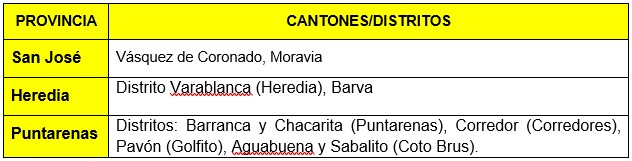 PROVINCIA CANTONES/DISTRITOS
San José Vásquez de Coronado, Moravia
Heredia Distrito Varablanca (Heredia), Barva
Puntarenas Distritos: Barranca y Chacarita (Puntarenas), Corredor (Corredores),
Pavón (Golfito), Aguabuena y Sabalito (Coto Brus).